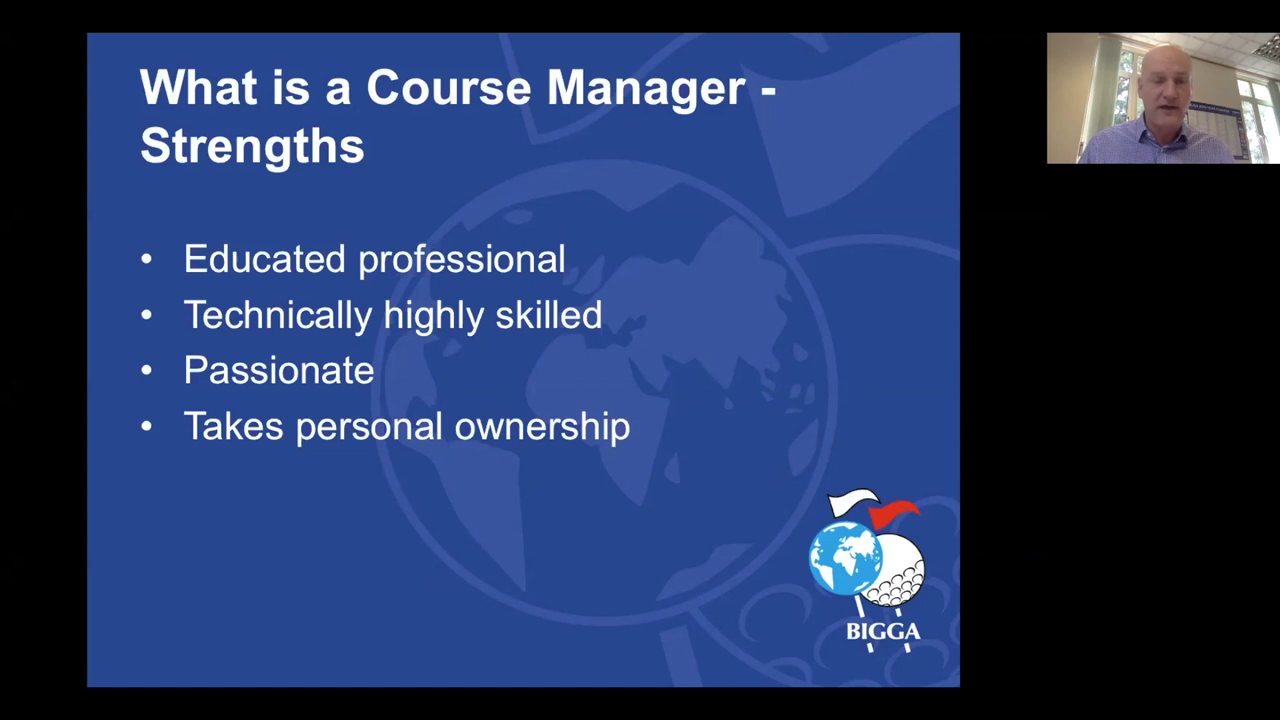 What is a Course Manager -
Strengths
• Educated professional
• Technically highly skilled
• Passionate
• Takes personal ownership
BIGGA